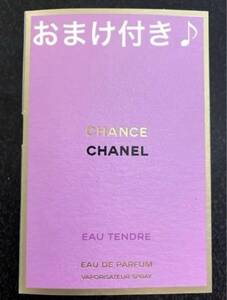 おまけ付き♪
CHANCE
CHANEL
EAU TENDRE
EAU DE PARFUM
VAPORISATEUR SPRAY